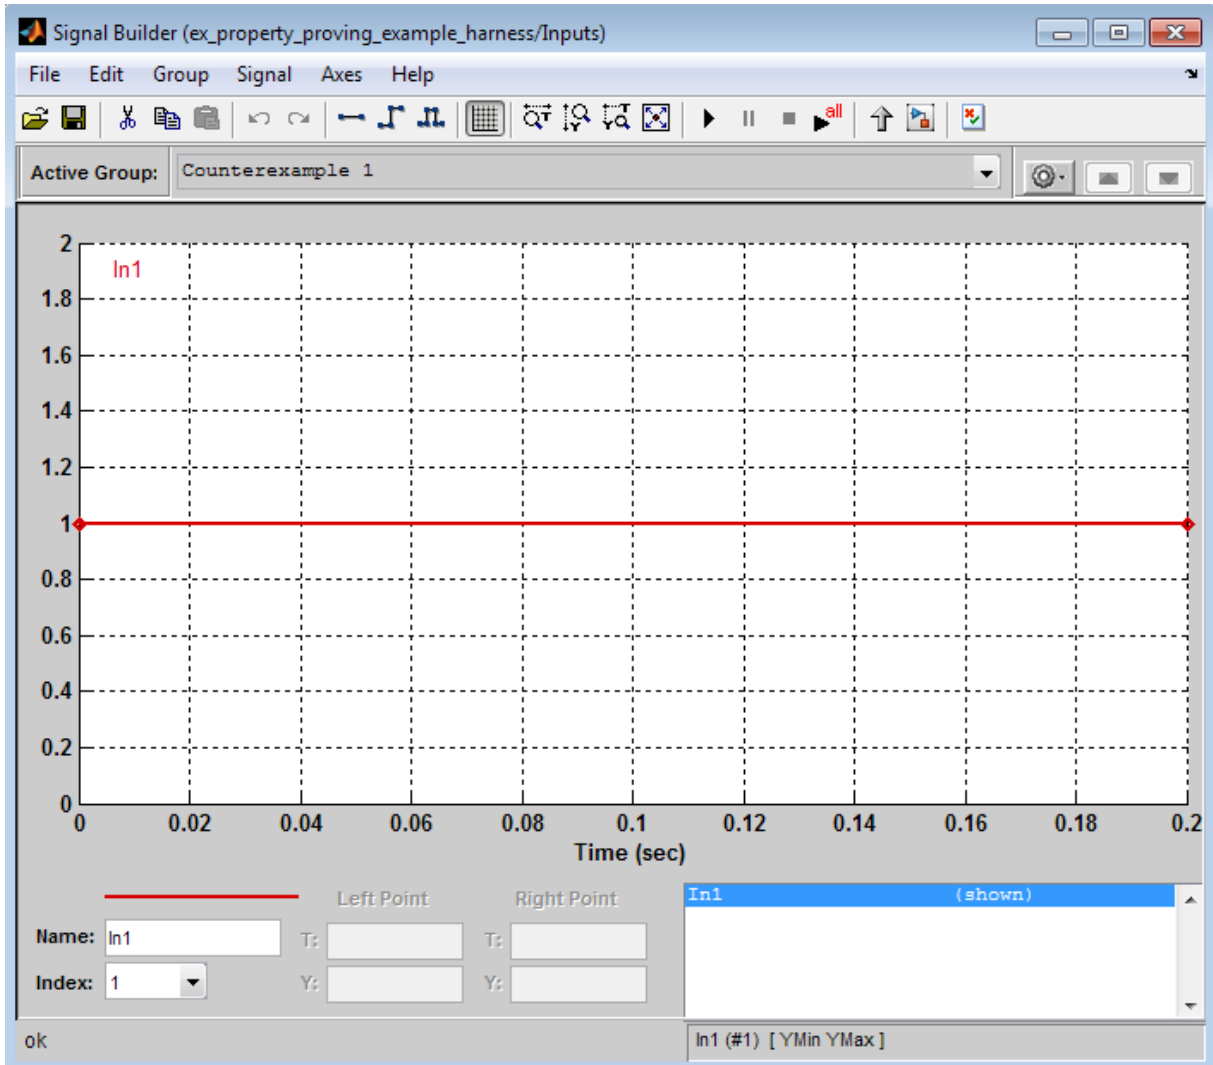 Signal Builder (ex_property_proving_example_harness/Inputs)
File Edit Group Signal Axes Help
all
Active Group: Counterexample 1
In1
2
1.8
1.6
1.4
1.2
1
0.8
0.6
0.4
0.2
0
0 0.02 0.04 0.06 0.08 0.1 0.12 0.14 0.16 0.18 0.2
Time (sec)
Left Point Right Point
In1 (shown)
Name: In1 T: T:
Index: 1 Y: Y:
ok
In1 (#1) [ YMin YMax ]